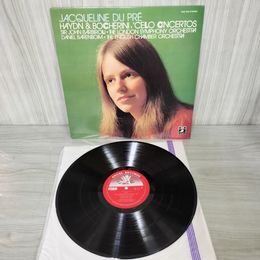 JACQUELINE DU PRÉ
HAYDN & BOCCHERINI 'CELLO CONCERTOS
SIR JOHN BARBIROLLI • THE LONDON SYMPHONY ORCHESTRA
DANIEL BARENBOIM • THE ENGLISH CHAMBER ORCHESTRA